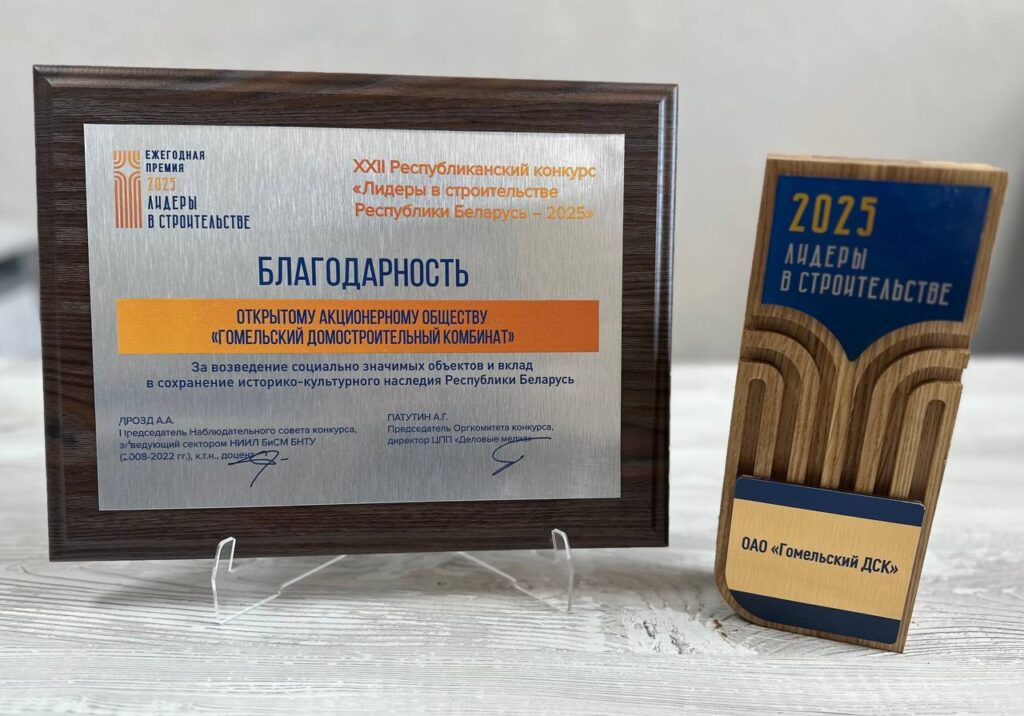 ЕЖЕГОДНАЯ
ПРЕМИЯ
2025
ЛИДЕРЫ
В СТРОИТЕЛЬСТВЕ
XXII Республиканский конкурс
«Лидеры в строительстве
Республики Беларусь – 2025»
БЛАГОДАРНОСТЬ
ОТКРЫТОМУ АКЦИОНЕРНОМУ ОБЩЕСТВУ
«ГОМЕЛЬСКИЙ ДОМОСТРОИТЕЛЬНЫЙ КОМБИНАТ»
За возведение социально значимых объектов и вклад
в сохранение историко-культурного наследия Республики Беларусь
ДРОЗД А.А.
Председатель Наблюдательного совета конкурса,
заведующий сектором НИИЛ БиСМ БНТУ
(2008-2022 гг.), к.т.н., доцент
ПАТУТИН А.Г.
Председатель Оргкомитета конкурса,
директор ЦПП «Деловые медиа»
2025
ЛИДЕРЫ
В СТРОИТЕЛЬСТВЕ
ОАО «Гомельский ДСК»